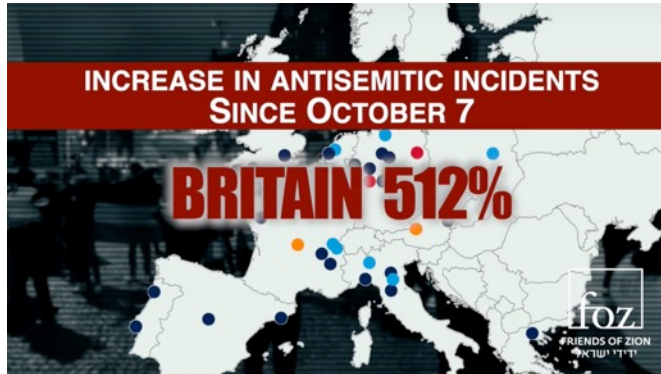 INCREASE IN ANTISEMITIC INCIDENTS
SINCE OCTOBER 7
BRITAIN 512%
foz
FRIENDS OF ZION
ידידי ישראל